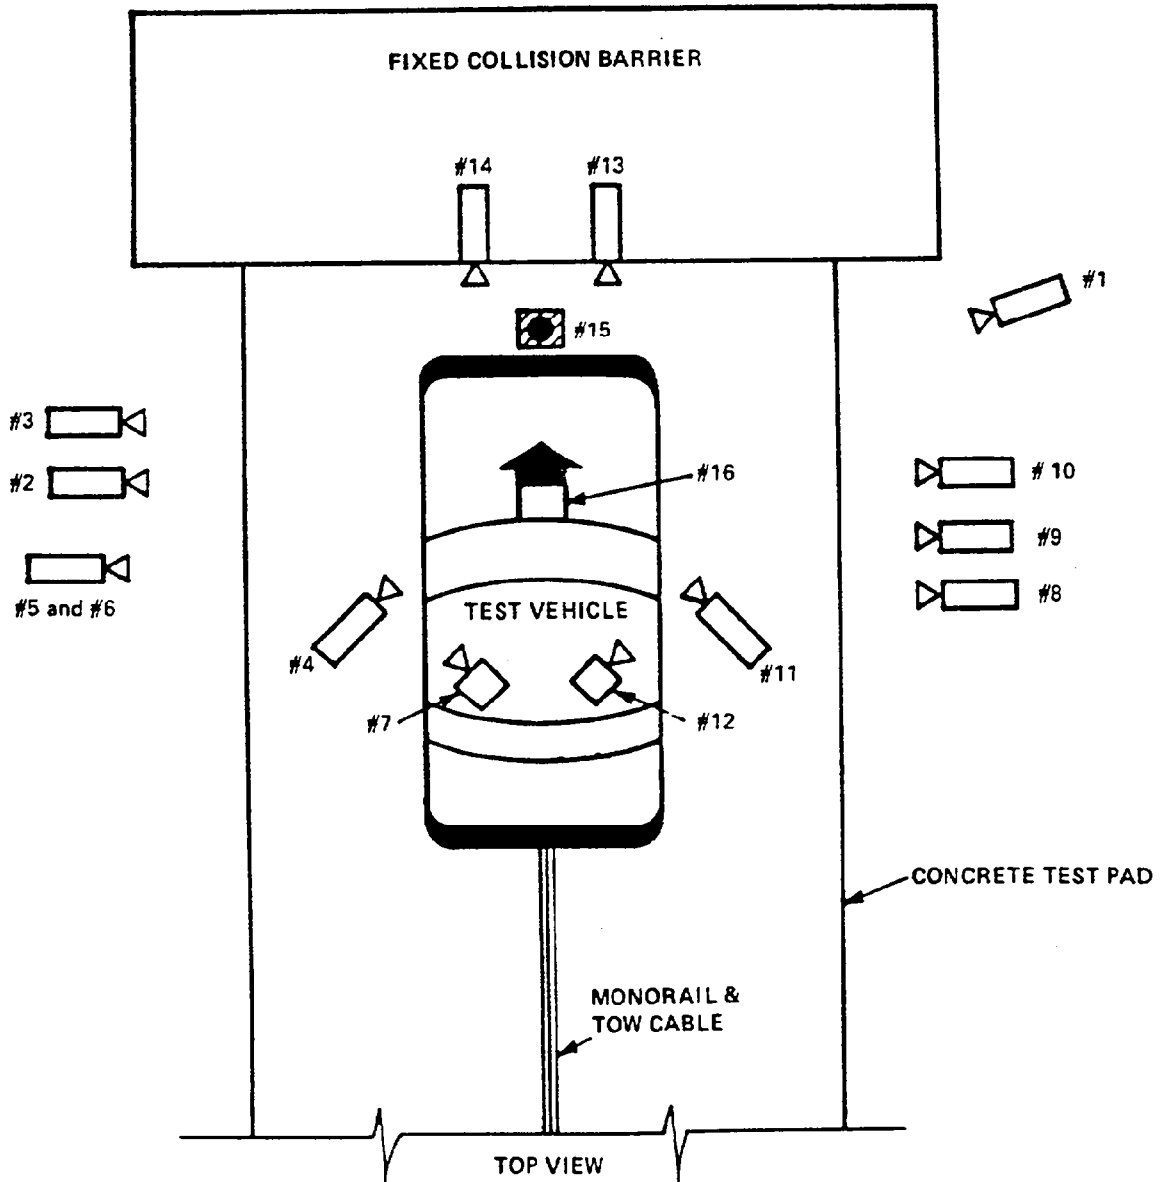 FIXED COLLISION BARRIER
#14
#13
#1
#15
#3
#2
#16
# 10
#9
#8
#5 and #6
TEST VEHICLE
#4
#11
#7
#12
CONCRETE TEST PAD
MONORAIL &
TOW CABLE
TOP VIEW